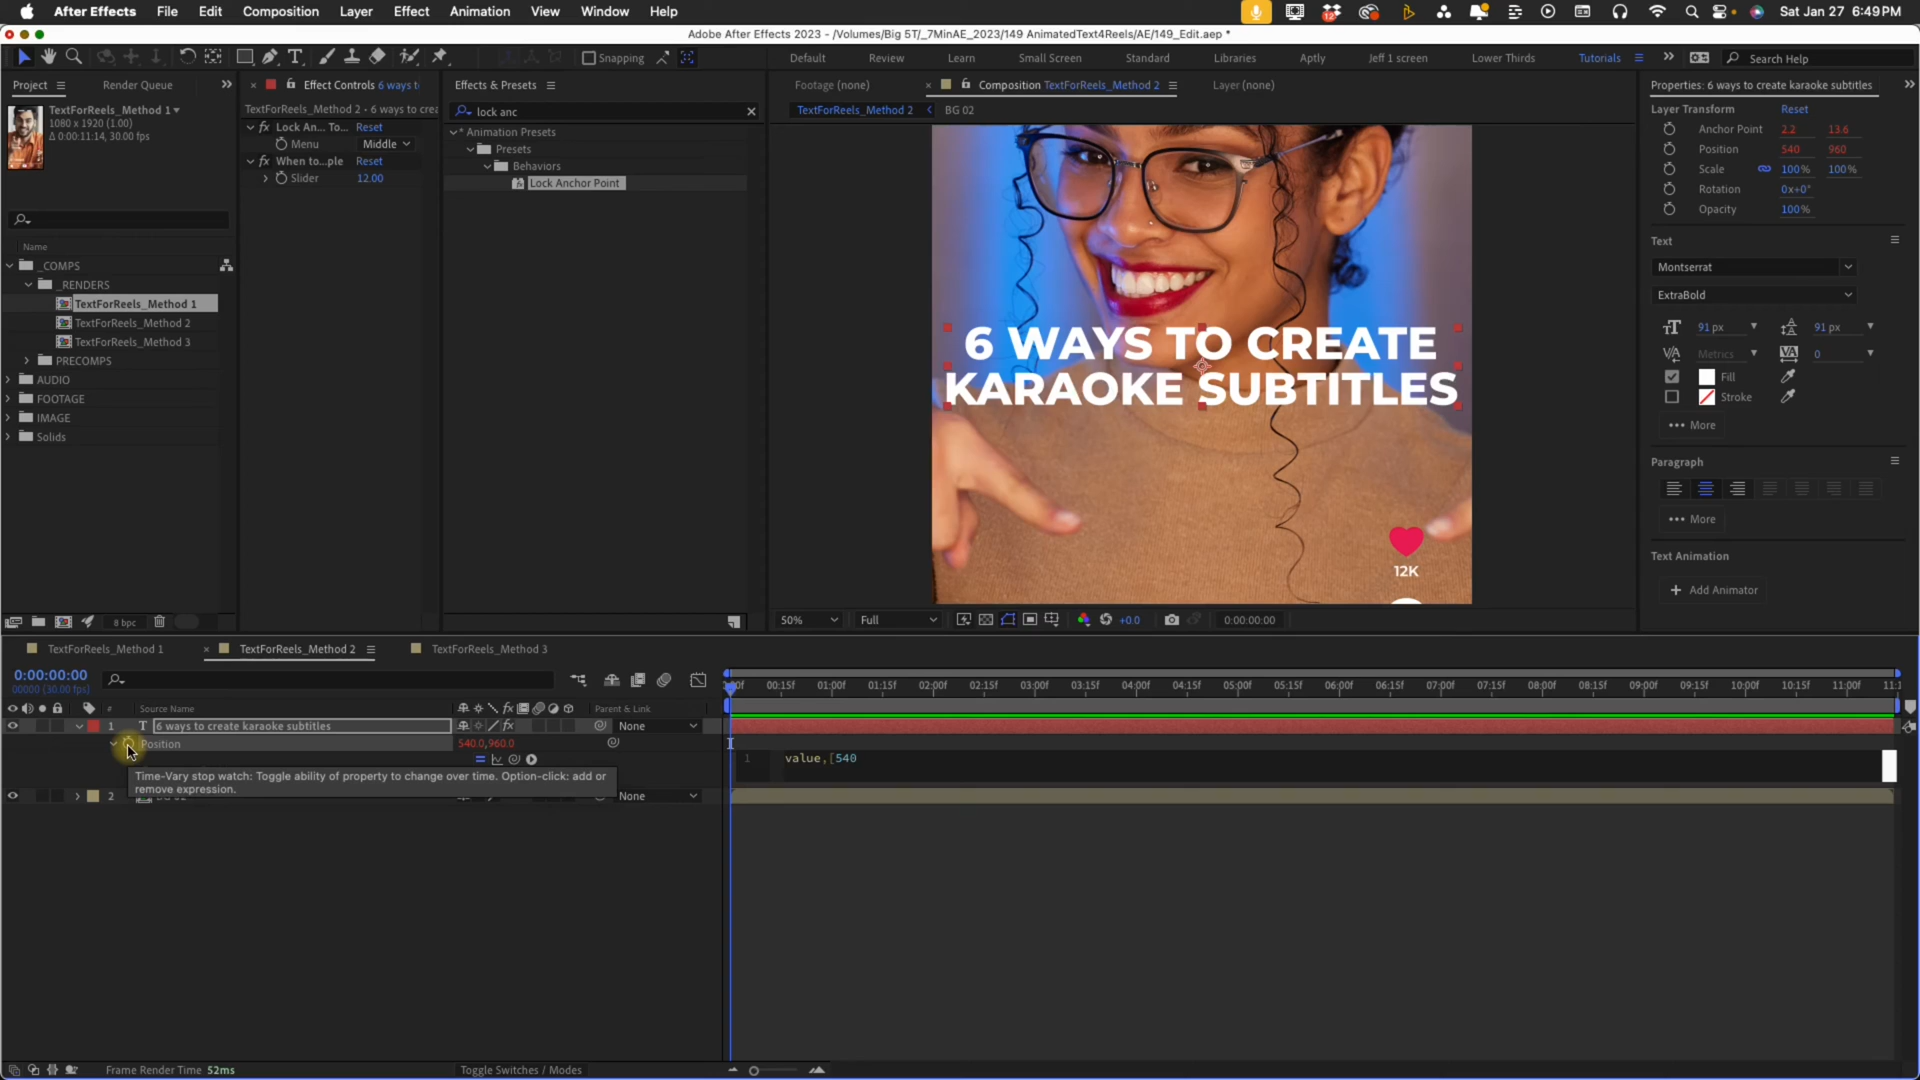 After Effects File Edit Composition Layer Effect Animation View Window Help
Sat Jan 27 6:49 PM
Adobe After Effects 2023 - /Volumes/Big 5T/_7MinAE_2023/149 AnimatedText4Reels/AE/149_Edit.aep *
Snapping
Default Review Learn Small Screen Standard Libraries Aptly Jeff 1 screen Lower Thirds Tutorials Search Help
Project Render Queue
TextForReels_Method 1
1080 x 1920 (1.00)
Δ 0:00:11:14, 30.00 fps
Name
_COMPS
_RENDERS
TextForReels_Method 1
TextForReels_Method 2
TextForReels_Method 3
PRECOMPS
AUDIO
FOOTAGE
IMAGE
Solids
8 bpc
Effect Controls 6 ways t
TextForReels_Method 2 - 6 ways to crea
fx Lock An... To... Reset
Menu Middle
fx When to...ple Reset
Slider 12.00
Effects & Presets
lock anc
* Animation Presets
Presets
Behaviors
Lock Anchor Point
Footage (none) Composition TextForReels_Method 2 Layer (none)
TextForReels_Method 2 BG 02
6 WAYS TO CREATE
KARAOKE SUBTITLES
12K
50% Full +0.0 0:00:00:00
Properties: 6 ways to create karaoke subtitles
Layer Transform Reset
Anchor Point 2.2 13.6
Position 540 960
Scale 100% 100%
Rotation 0x+0°
Opacity 100%
Text
Montserrat
ExtraBold
91 px 91 px
Metrics 0
Fill
Stroke
More
Paragraph
More
Text Animation
Add Animator
TextForReels_Method 1 TextForReels_Method 2 TextForReels_Method 3
0:00:00:00
00000 (30.00 fps)
# Source Name Parent & Link
00:15f 01:00f 01:15f 02:00f 02:15f 03:00f 03:15f 04:00f 04:15f 05:00f 05:15f 06:00f 06:15f 07:00f 07:15f 08:00f 08:15f 09:00f 09:15f 10:00f 10:15f 11:00f 11:1
1 T 6 ways to create karaoke subtitles fx None
Position 540.0,960.0
1 value,[540
Time-Vary stop watch: Toggle ability of property to change over time. Option-click: add or
remove expression.
2 None
Frame Render Time 52ms Toggle Switches / Modes